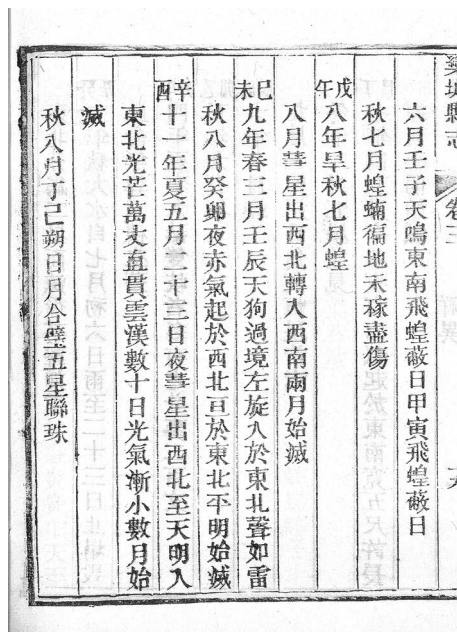 欒城縣志
卷三
六月壬子天鳴東南飛蝗蔽日甲寅飛蝗蔽日
秋七月蝗蝻徧地禾稼盡傷
戊午八年旱秋七月蝗
八月彗星出西北轉入西南兩月始滅
己未九年春三月壬辰天狗過境左旋入於東北聲如雷
秋八月癸卯夜赤氣起於西北亘於東北平明始滅
辛酉十一年夏五月二十三日夜彗星出西北至天明入
東北光芒萬丈直貫雲漢數十日光氣漸小數月始
滅
秋八月丁己朔日月合璧五星聯珠